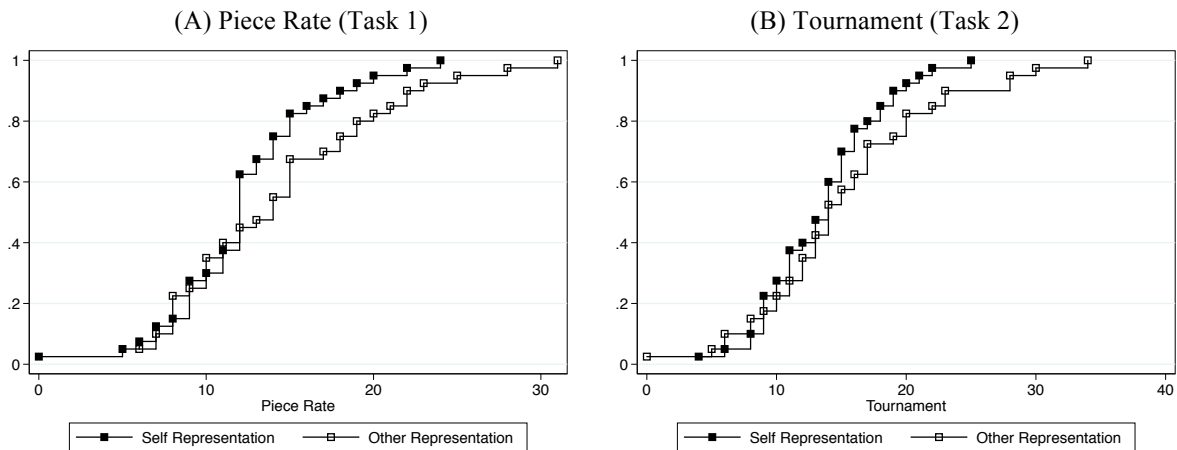 (A) Piece Rate (Task 1)
1
.8
.6
.4
.2
0
0 10 20 30
Piece Rate
Self Representation Other Representation
(B) Tournament (Task 2)
1
.8
.6
.4
.2
0
0 10 20 30 40
Tournament
Self Representation Other Representation